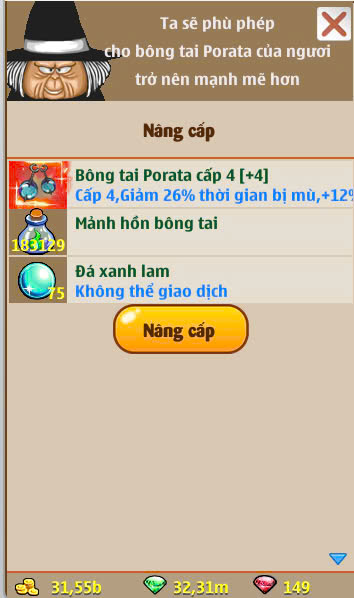 Ta sẽ phù phép
cho bông tai Porata của ngươi
trở nên mạnh mẽ hơn
Nâng cấp
Bông tai Porata cấp 4 [+4]
Cấp 4,Giảm 26% thời gian bị mù,+12%
Mảnh hồn bông tai
183129
Đá xanh lam
75
Không thể giao dịch
Nâng cấp
31,55b 32,31m 149